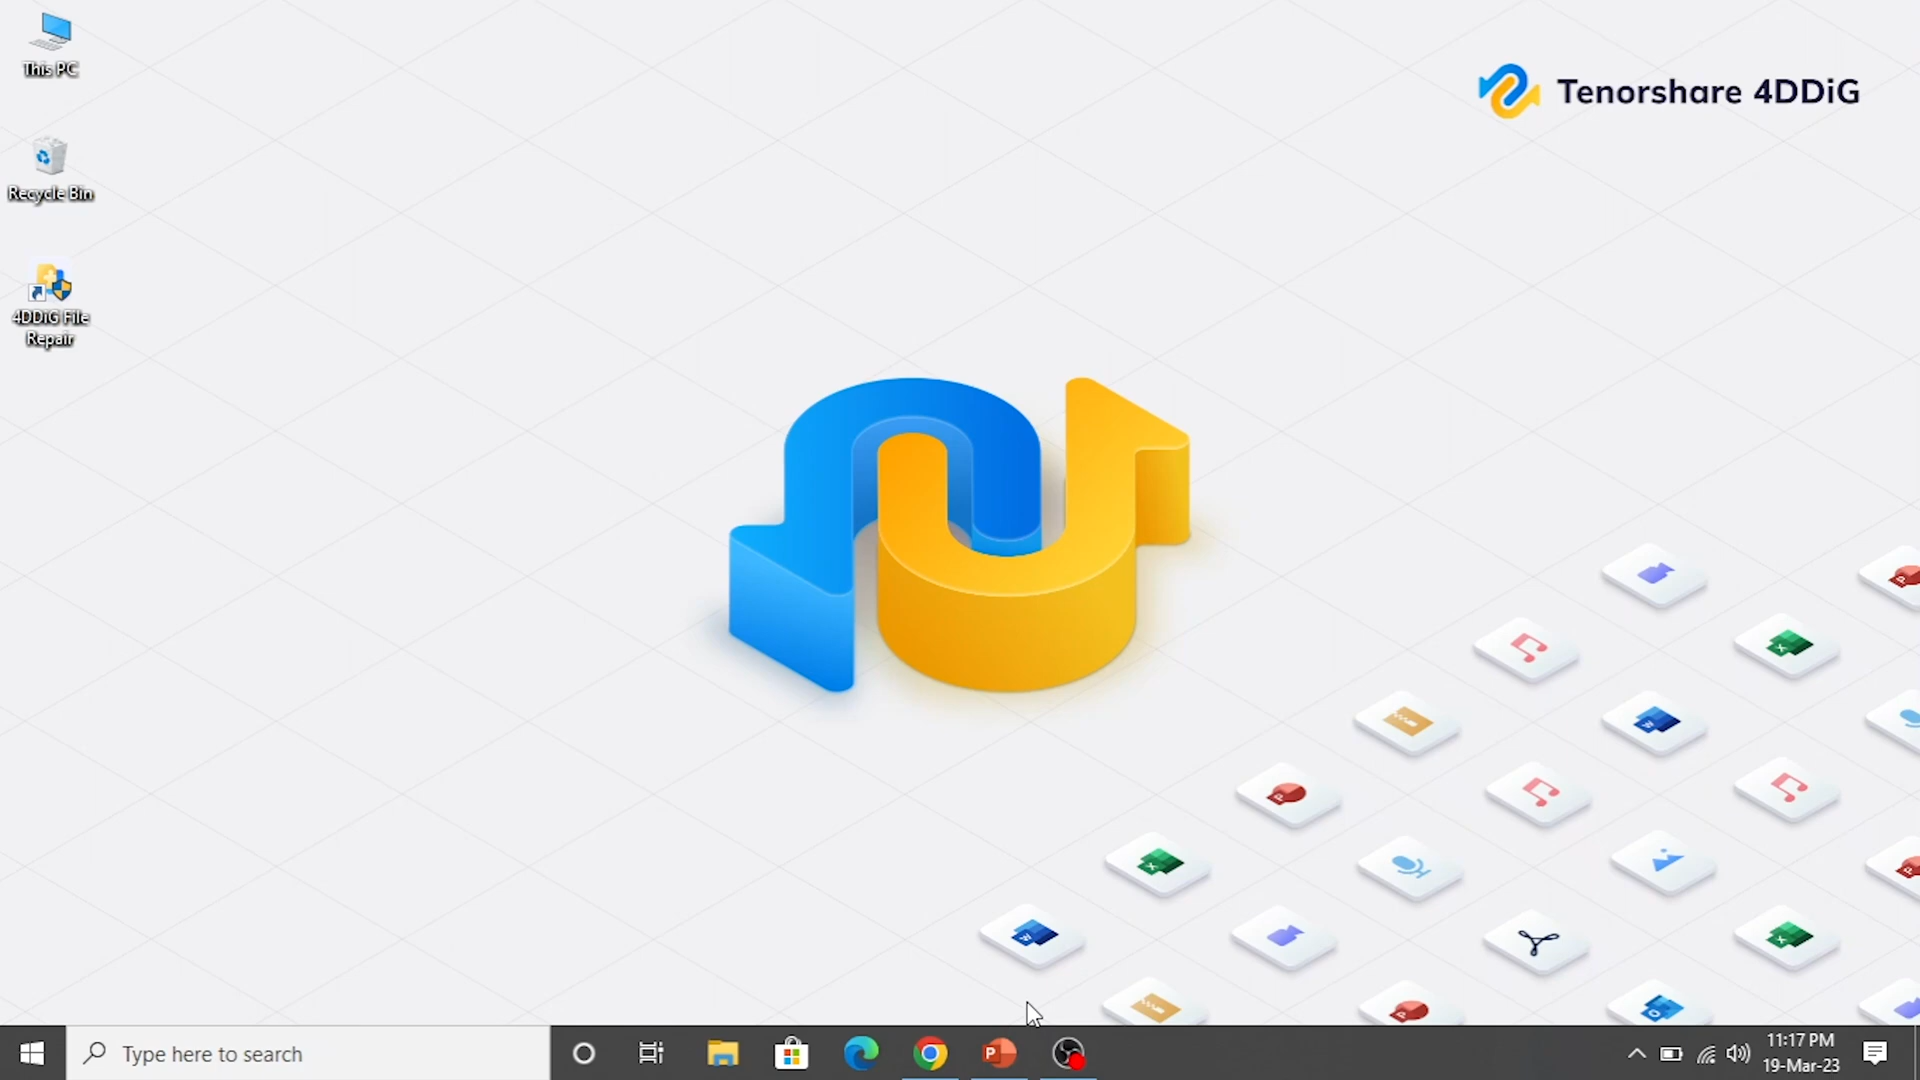 This PC
Tenorshare 4DDiG
Recycle Bin
4DDiG File
Repair
Type here to search
11:17 PM
19-Mar-23